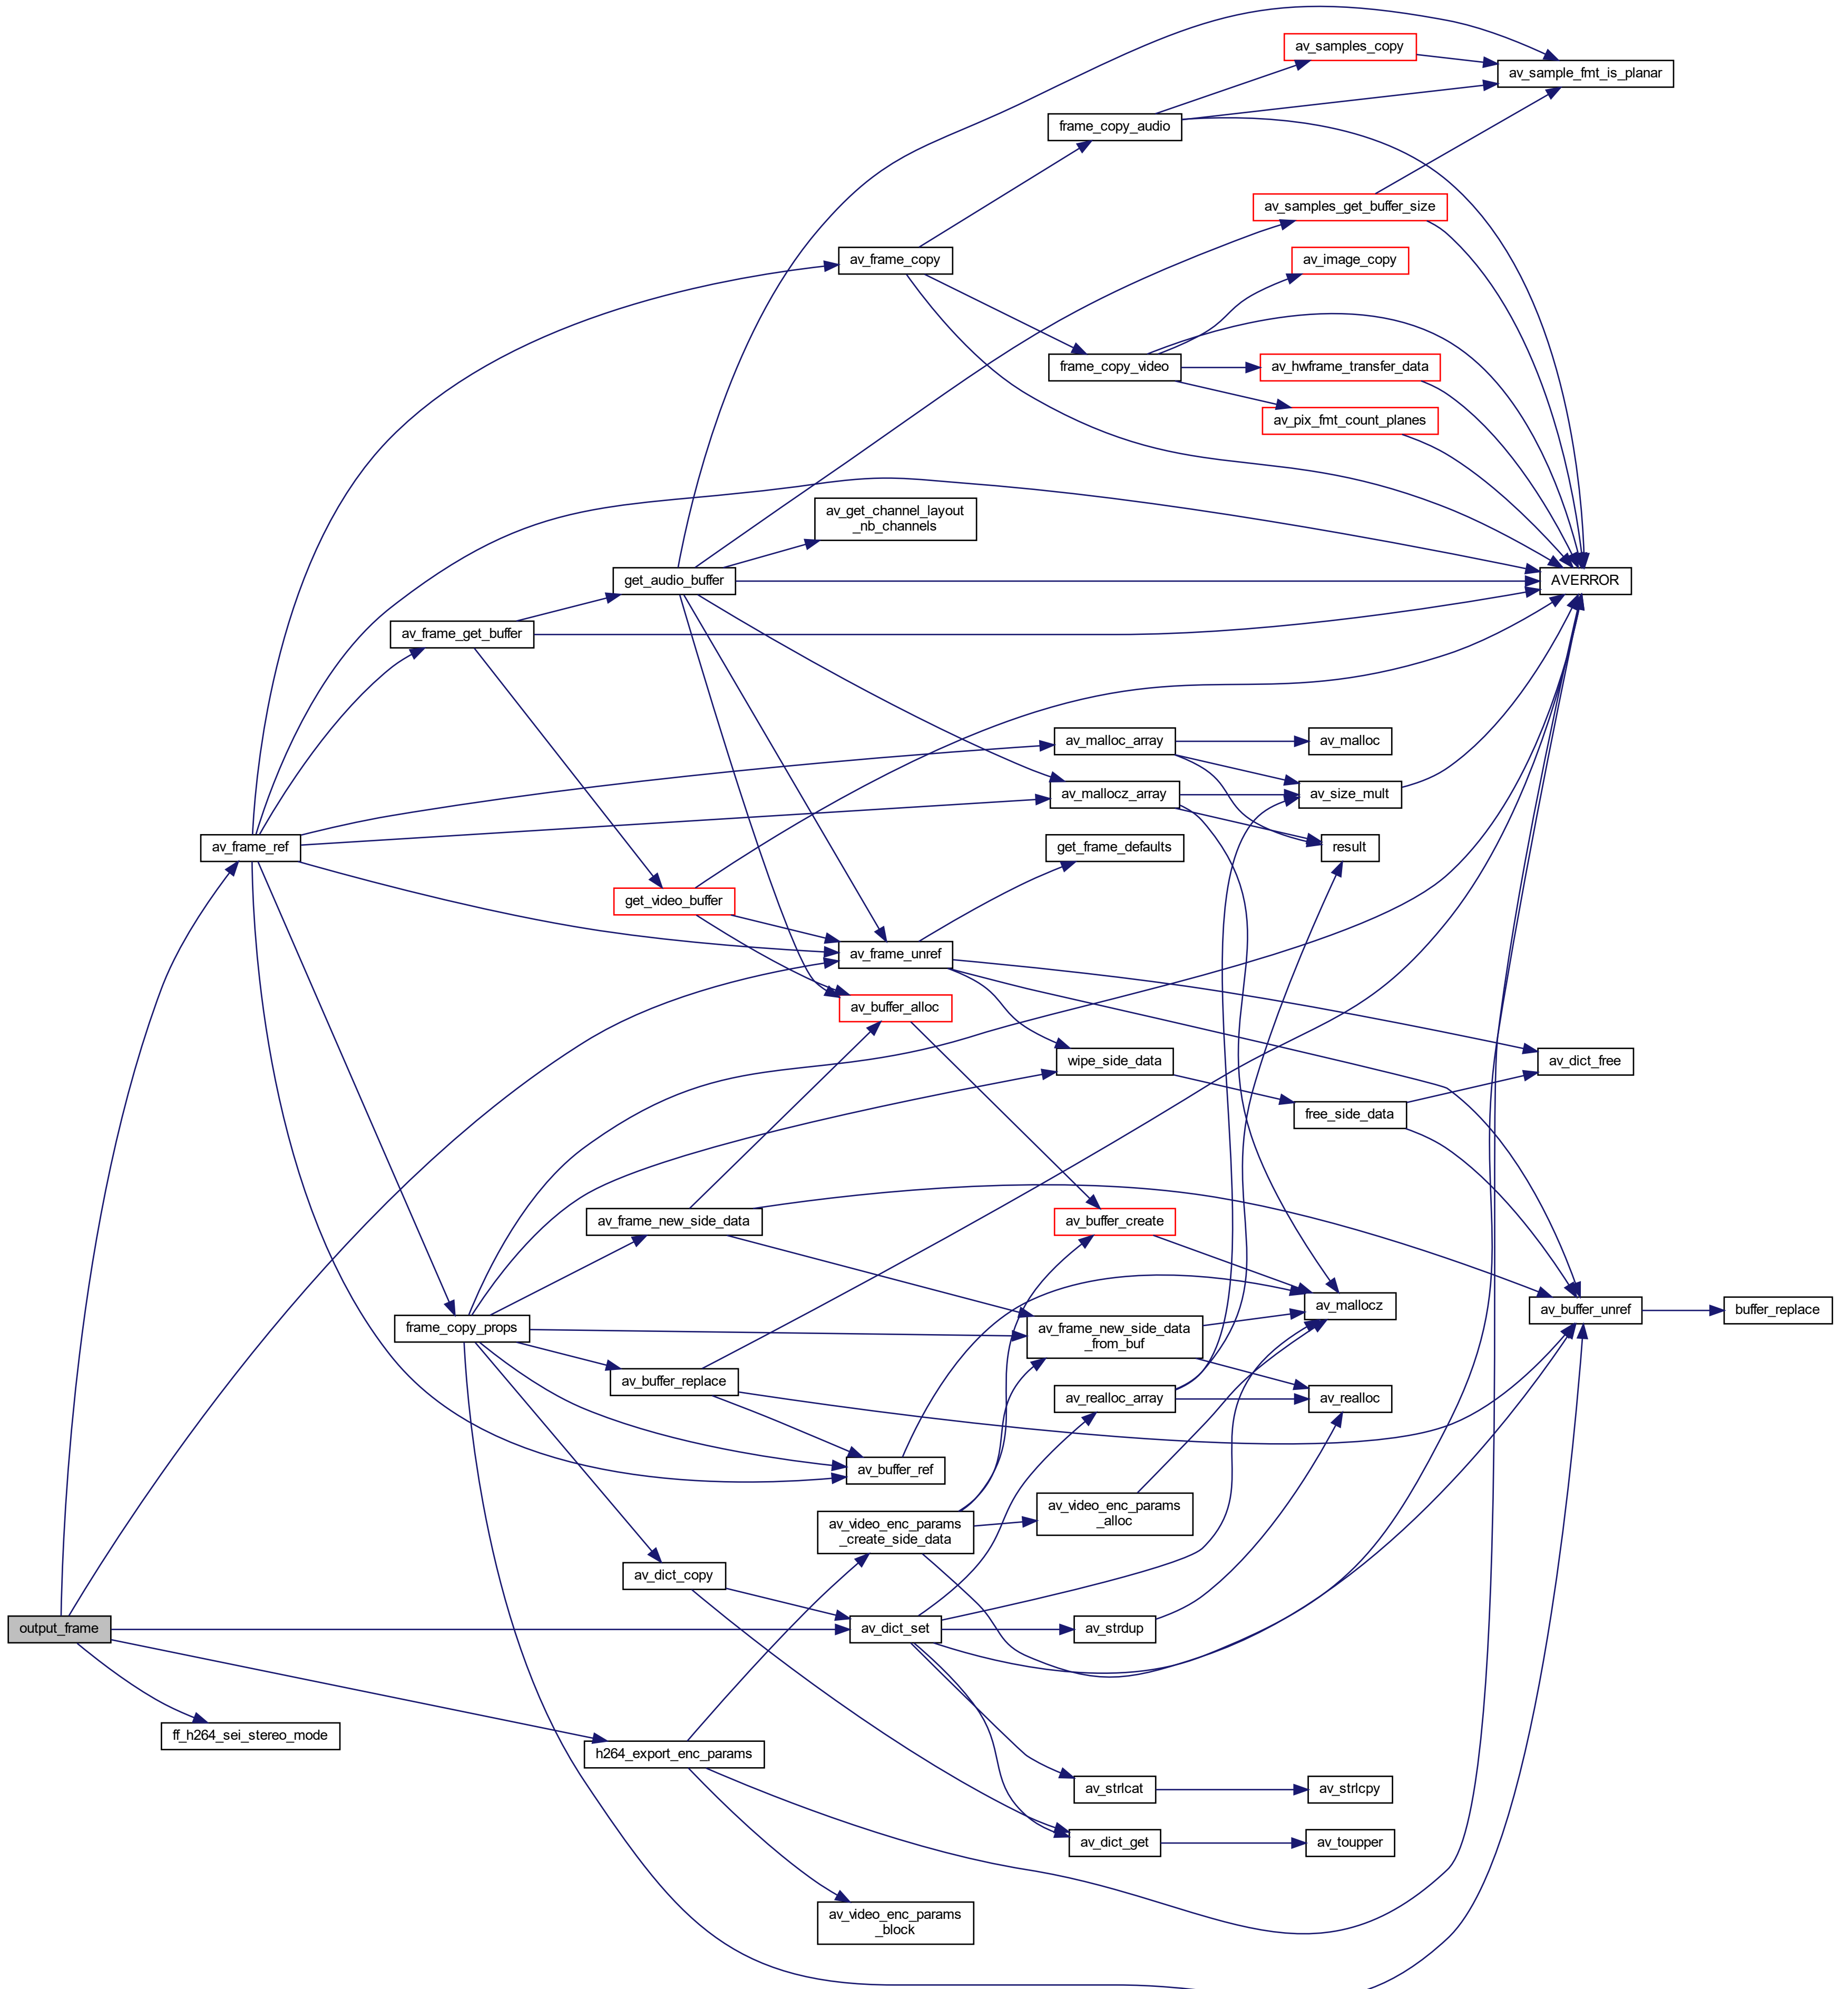 av_samples_copy
av_sample_fmt_is_planar
frame_copy_audio
av_samples_get_buffer_size
av_frame_copy
av_image_copy
frame_copy_video
av_hwframe_transfer_data
av_pix_fmt_count_planes
av_get_channel_layout
_nb_channels
get_audio_buffer
AVERROR
av_frame_get_buffer
av_malloc_array
av_malloc
av_mallocz_array
av_size_mult
av_frame_ref
get_frame_defaults
result
get_video_buffer
av_frame_unref
av_buffer_alloc
wipe_side_data
av_dict_free
free_side_data
av_frame_new_side_data
av_buffer_create
frame_copy_props
av_frame_new_side_data
_from_buf
av_mallocz
av_buffer_unref
buffer_replace
av_buffer_replace
av_realloc_array
av_realloc
av_buffer_ref
av_video_enc_params
_create_side_data
av_video_enc_params
_alloc
av_dict_copy
output_frame
av_dict_set
av_strdup
ff_h264_sei_stereo_mode
h264_export_enc_params
av_strlcat
av_strlcpy
av_dict_get
av_toupper
av_video_enc_params
_block